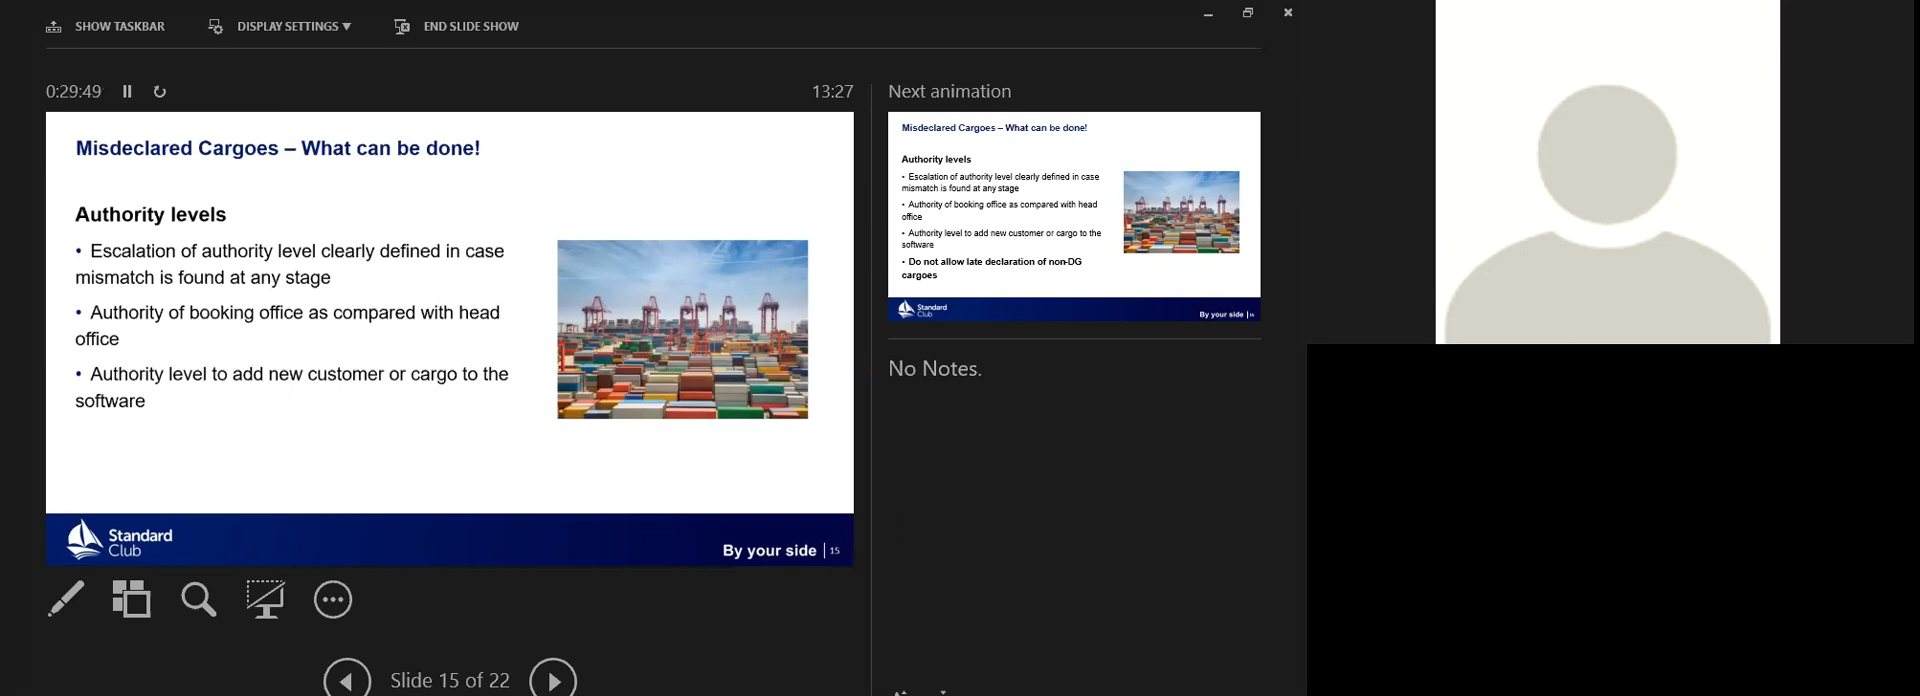 SHOW TASKBAR
DISPLAY SETTINGS ▼
END SLIDE SHOW
0:29:49
13:27
Misdeclared Cargoes – What can be done!
Authority levels
• Escalation of authority level clearly defined in case
mismatch is found at any stage
• Authority of booking office as compared with head
office
• Authority level to add new customer or cargo to the
software
Standard
Club
By your side | 15
Slide 15 of 22
Next animation
Misdeclared Cargoes – What can be done!
Authority levels
• Escalation of authority level clearly defined in case
mismatch is found at any stage
• Authority of booking office as compared with head
office
• Authority level to add new customer or cargo to the
software
• Do not allow late declaration of non-DG
cargoes
Standard
Club
By your side | 15
No Notes.